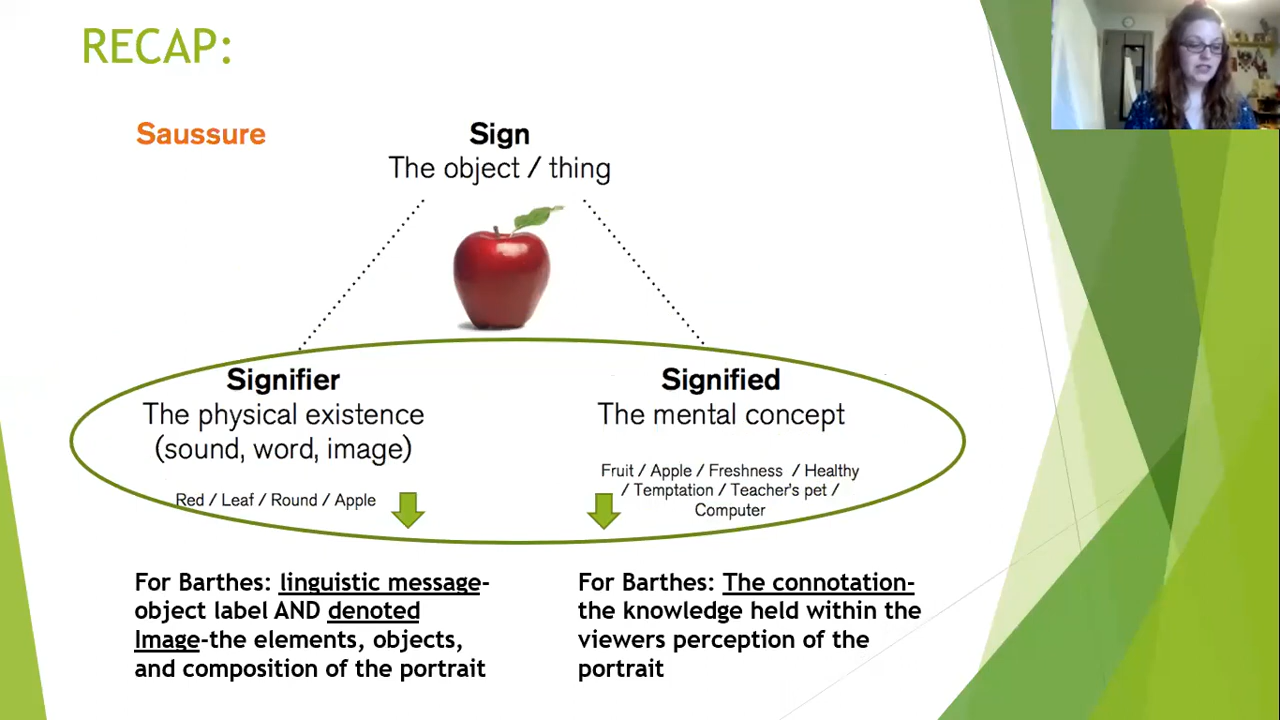 RECAP:
Saussure
Sign
The object / thing
Signifier
The physical existence
(sound, word, image)
Red / Leaf / Round / Apple
Signified
The mental concept
Fruit / Apple / Freshness / Healthy
/ Temptation / Teacher's pet /
Computer
For Barthes: linguistic message-
object label AND denoted
Image-the elements, objects,
and composition of the portrait
For Barthes: The connotation-
the knowledge held within the
viewers perception of the
portrait